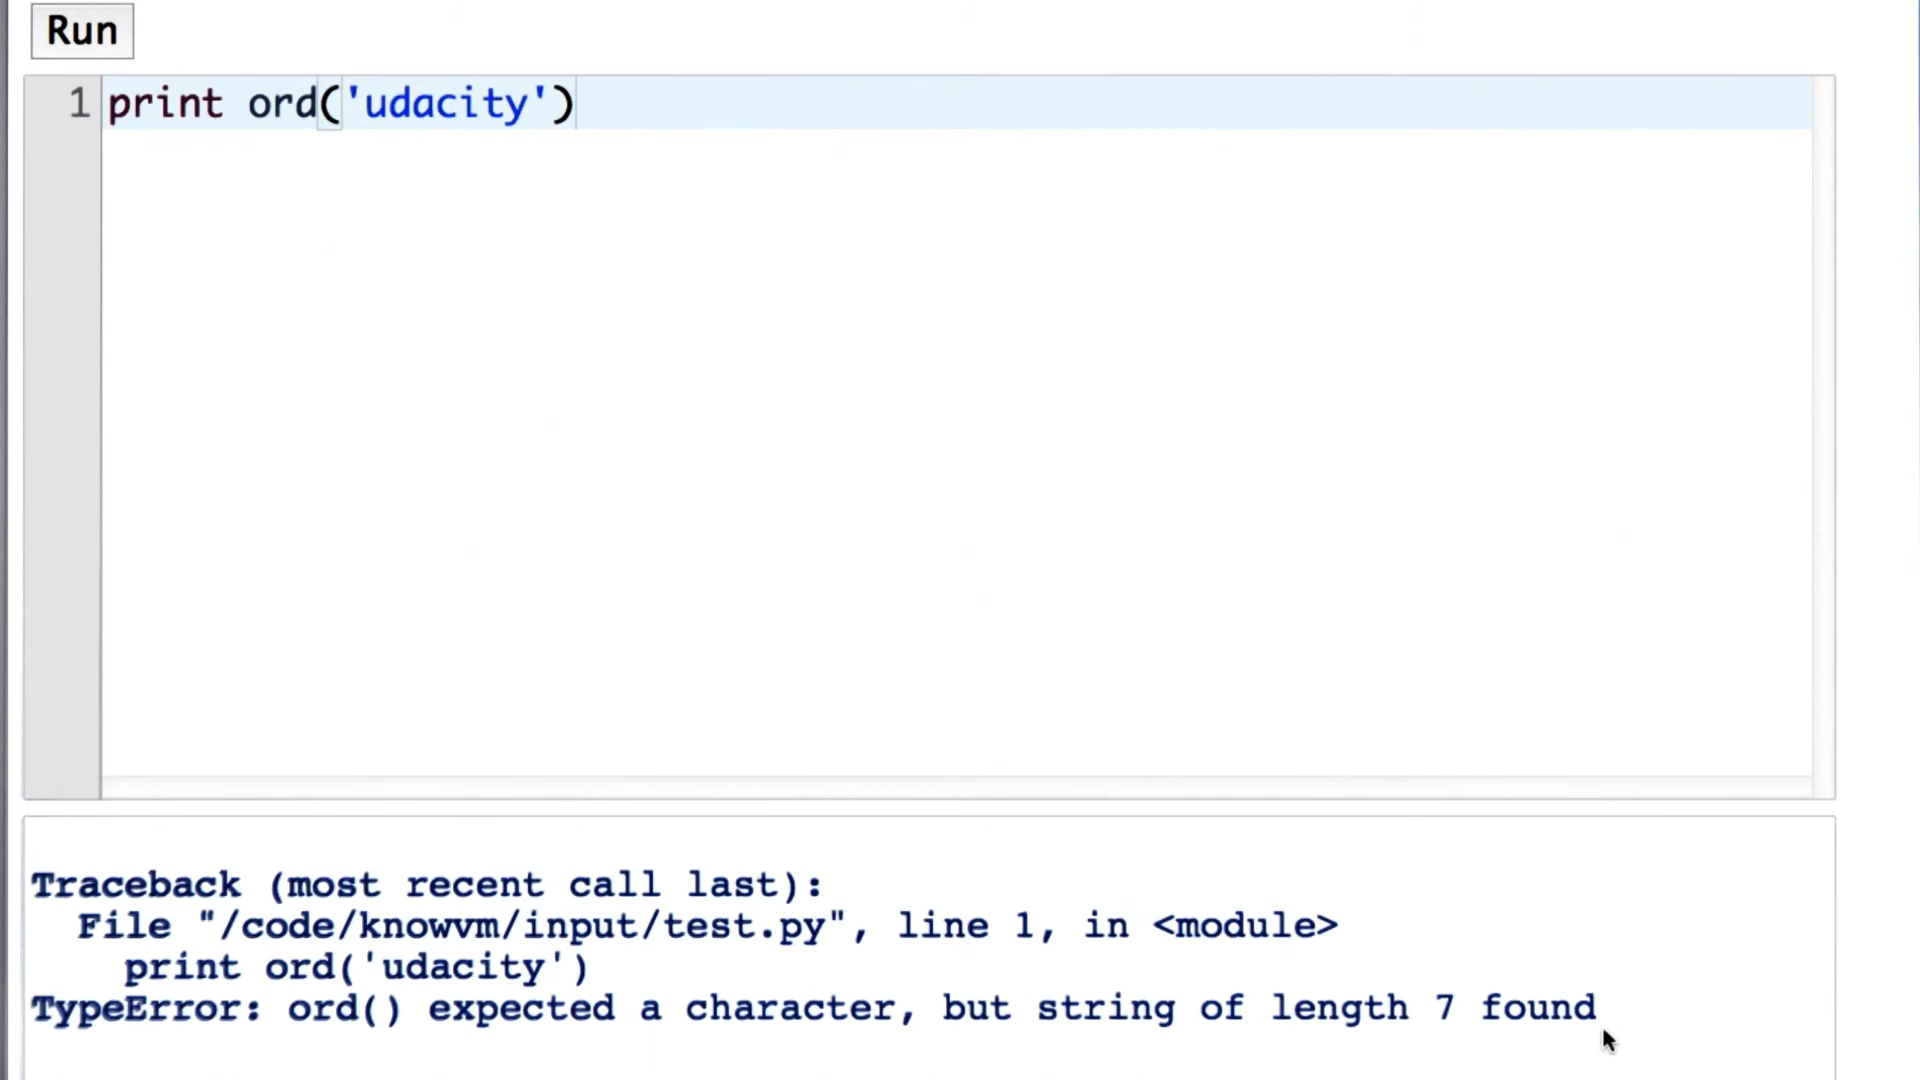 Run
1 print ord('udacity')
Traceback (most recent call last):
  File "/code/knowvm/input/test.py", line 1, in <module>
    print ord('udacity')
TypeError: ord() expected a character, but string of length 7 found